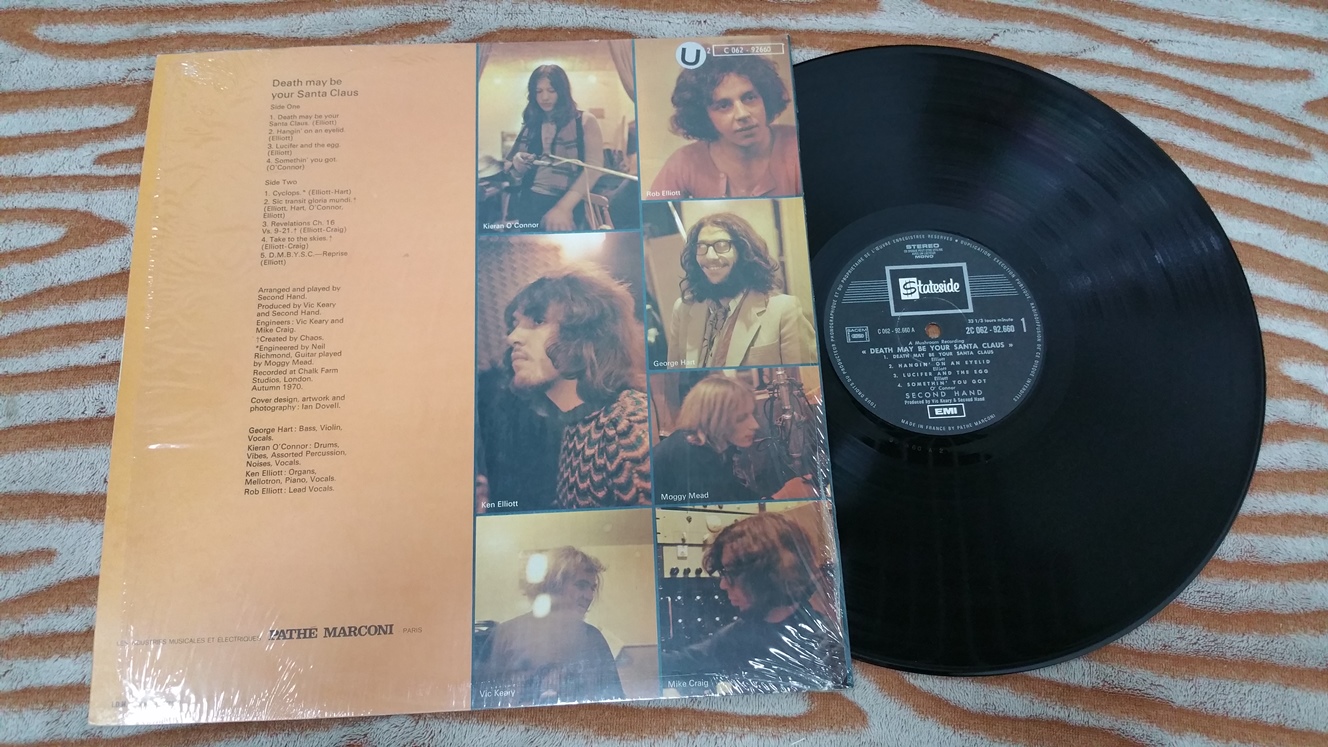 Death may be
your Santa Claus
Side One
1. Death may be your
Santa Claus. (Elliott)
2. Hangin' on an eyelid.
(Elliott)
3. Lucifer and the egg.
(Elliott)
4. Somethin' you got.
(O'Connor)
Side Two
1. Cyclops.* (Elliott-Hart)
2. Sic transit gloria mundi.†
(Elliott, Hart, O'Connor,
Elliott)
3. Revelations Ch. 16
Vs. 9-21.† (Elliott-Craig)
4. Take to the skies.†
(Elliott-Craig)
5. D.M.B.Y.S.C.—Reprise
(Elliott)
Arranged and played by
Second Hand.
Produced by Vic Keary
and Second Hand.
Engineers: Vic Keary and
Mike Craig.
†Created by Chaos.
*Engineered by Neil
Richmond, Guitar played
by Moggy Mead.
Recorded at Chalk Farm
Studios, London.
Autumn 1970.
Cover design, artwork and
photography: Ian Dovell.
George Hart: Bass, Violin,
Vocals.
Kieran O'Connor: Drums,
Vibes, Assorted Percussion,
Noises, Vocals.
Ken Elliott: Organs,
Mellotron, Piano, Vocals.
Rob Elliott: Lead Vocals.
MUSICALES ET ÉLECTRIQUES PATHÉ MARCONI PARIS
U 2 C 062 - 92660
Kieran O'Connor
Rob Elliott
George Hart
Ken Elliott
Moggy Mead
Vic Keary
Mike Craig
STEREO
MONO
Stateside
SACEM
33 1/3 tours minute
C 062 - 92.660 A
2C 062-92.660 1
A Mushroom Recording
« DEATH MAY BE YOUR SANTA CLAUS »
1. DEATH MAY BE YOUR SANTA CLAUS
Elliott
2. HANGIN' ON AN EYELID
Elliott
3. LUCIFER AND THE EGG
Elliott
4. SOMETHIN' YOU GOT
O'Connor
SECOND HAND
Produced by Vic Keary & Second Hand
EMI
MADE IN FRANCE BY PATHE MARCONI